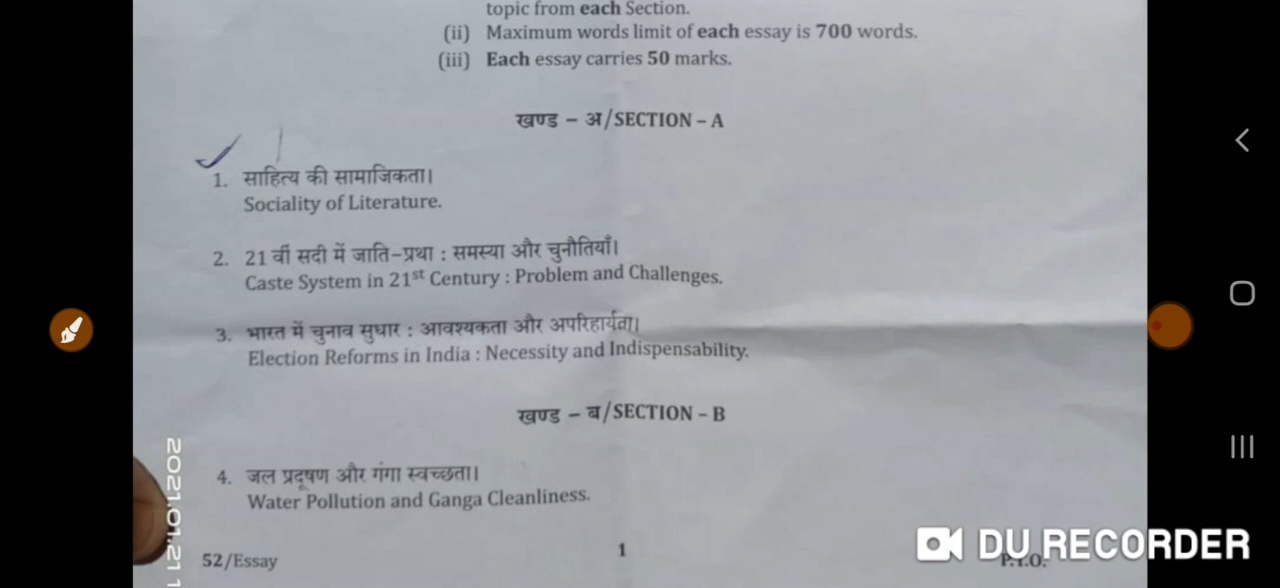 topic from each Section.
(ii) Maximum words limit of each essay is 700 words.
(iii) Each essay carries 50 marks.
खण्ड – अ/SECTION – A
1. साहित्य की सामाजिकता।
Sociality of Literature.
2. 21 वीं सदी में जाति-प्रथा : समस्या और चुनौतियाँ।
Caste System in 21st Century : Problem and Challenges.
3. भारत में चुनाव सुधार : आवश्यकता और अपरिहार्यता।
Election Reforms in India : Necessity and Indispensability.
खण्ड – ब/SECTION – B
4. जल प्रदूषण और गंगा स्वच्छता।
Water Pollution and Ganga Cleanliness.
52/Essay
1
P.T.O.
DU RECORDER
2021.01.21 1